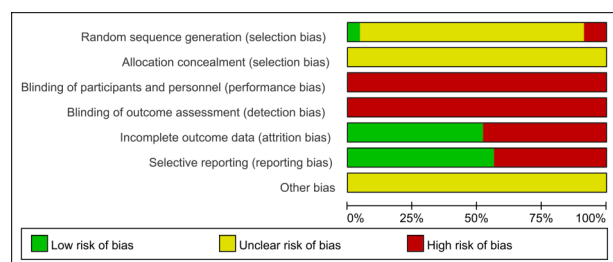 Random sequence generation (selection bias)
Allocation concealment (selection bias)
Blinding of participants and personnel (performance bias)
Blinding of outcome assessment (detection bias)
Incomplete outcome data (attrition bias)
Selective reporting (reporting bias)
Other bias
0% 25% 50% 75% 100%
Low risk of bias Unclear risk of bias High risk of bias